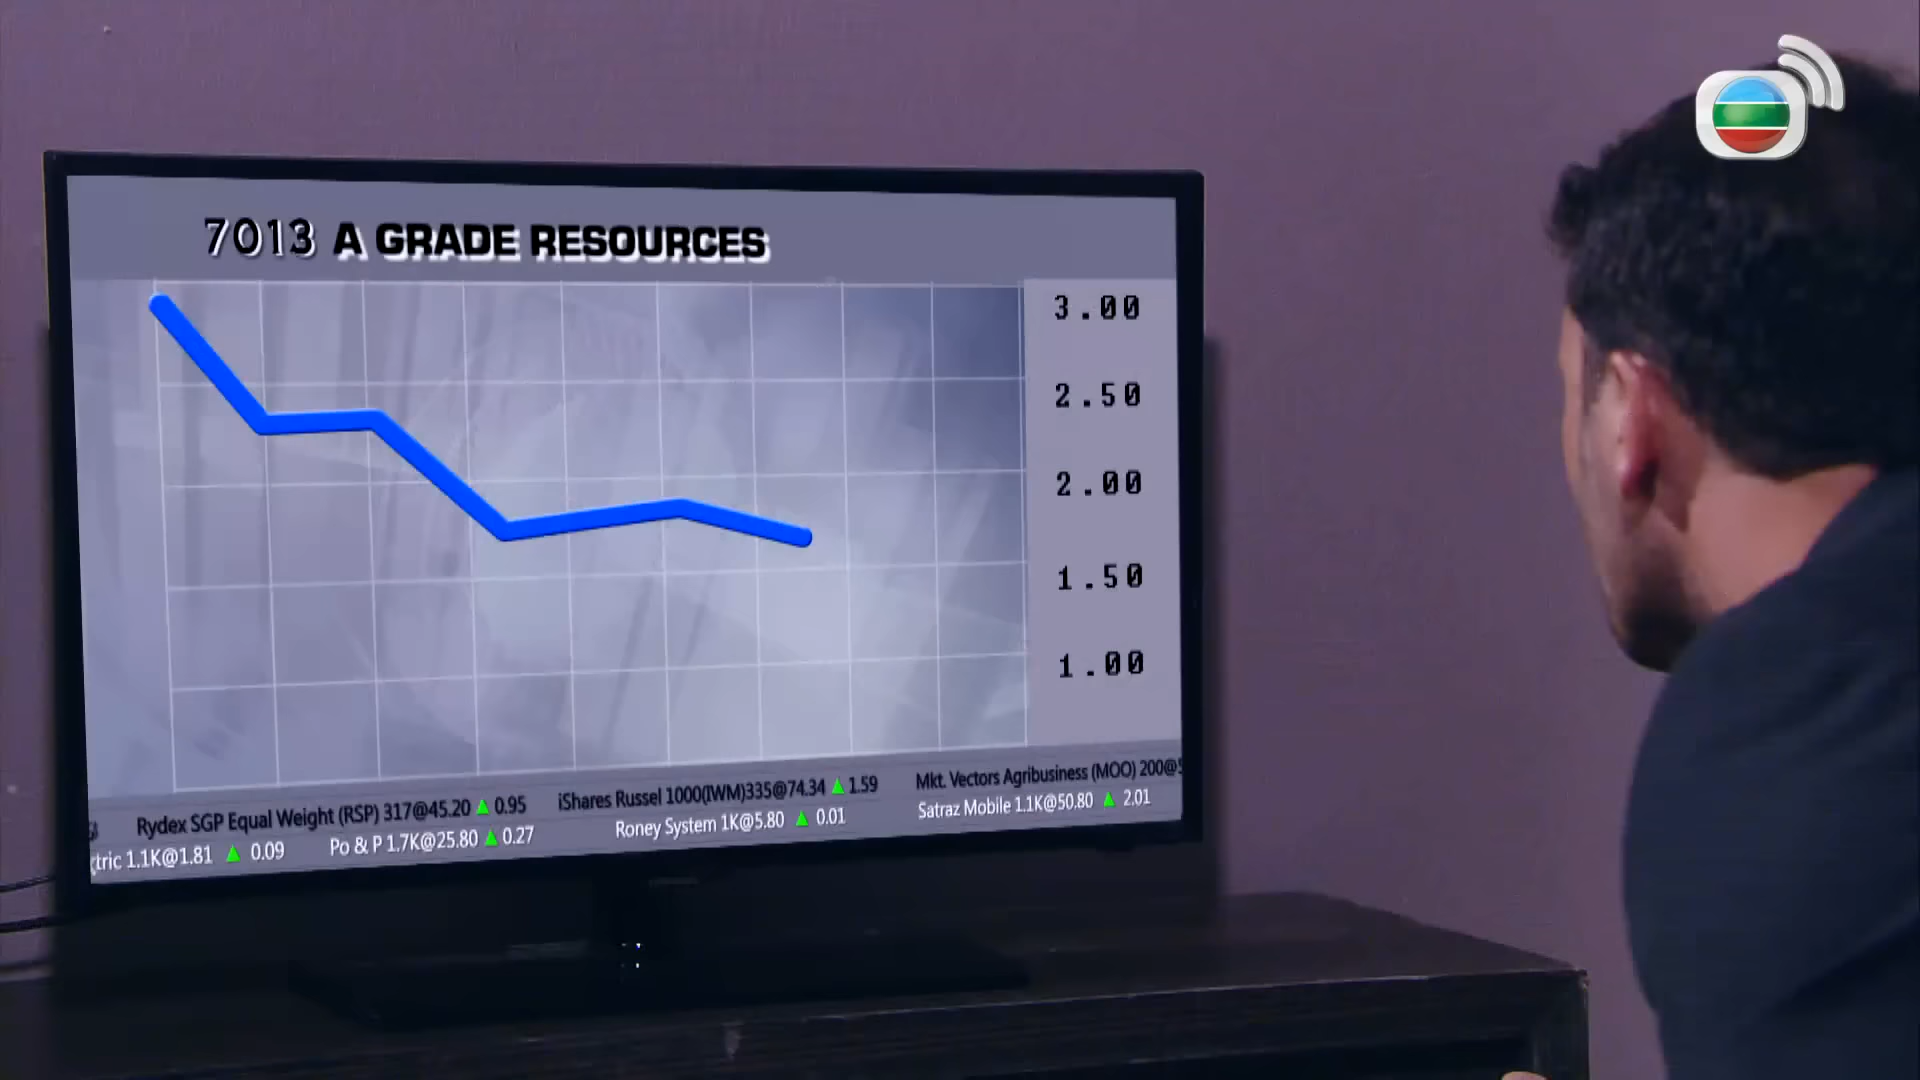 7013 A GRADE RESOURCES
3.00
2.50
2.00
1.50
1.00
Rydex SGP Equal Weight (RSP) 317@45.20 ▲ 0.95 iShares Russel 1000(IWM)335@74.34 ▲ 1.59 Mkt. Vectors Agribusiness (MOO) 200@
1.1K@1.81 ▲ 0.09 Po & P 1.7K@25.80 ▲ 0.27 Roney System 1K@5.80 ▲ 0.01 Satraz Mobile 1.1K@50.80 ▲ 2.01